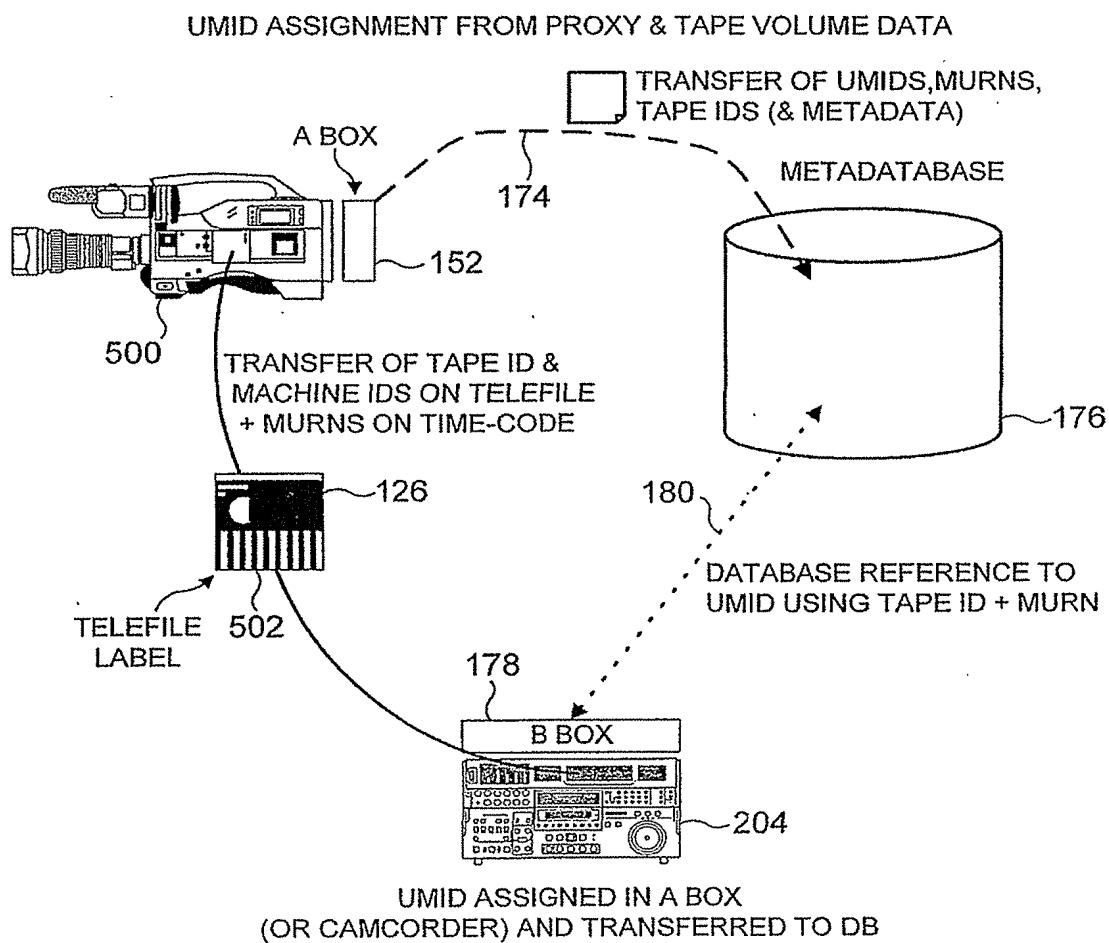 UMID ASSIGNMENT FROM PROXY & TAPE VOLUME DATA
TRANSFER OF UMIDS,MURNS,
TAPE IDS (& METADATA)
A BOX
174
METADATABASE
152
500
TRANSFER OF TAPE ID &
MACHINE IDS ON TELEFILE
+ MURNS ON TIME-CODE
176
126
180
DATABASE REFERENCE TO
UMID USING TAPE ID + MURN
TELEFILE
LABEL
502
178
B BOX
204
UMID ASSIGNED IN A BOX
(OR CAMCORDER) AND TRANSFERRED TO DB